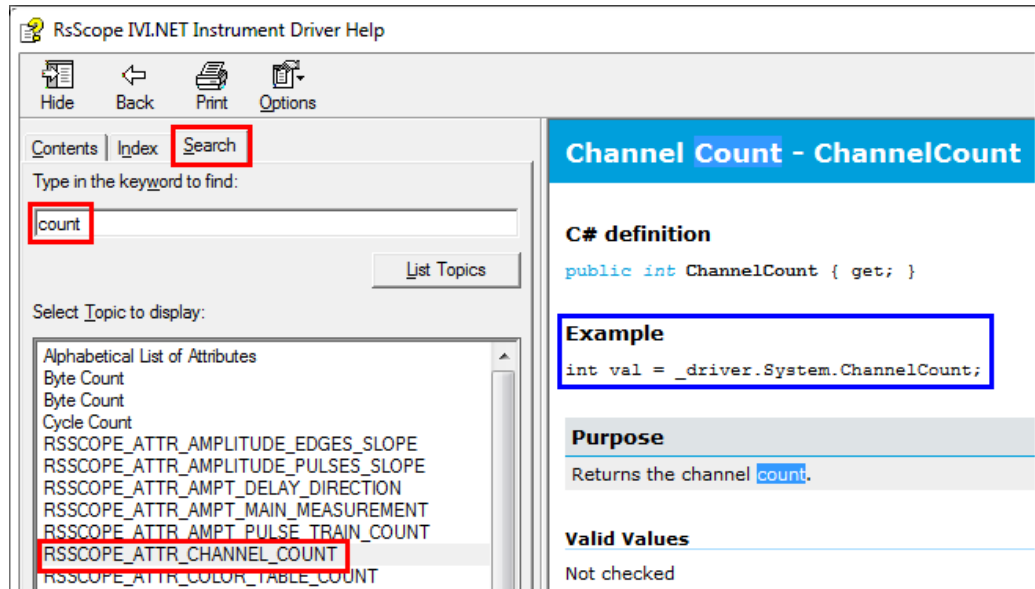 RsScope IVI.NET Instrument Driver Help
Hide Back Print Options
Contents Index Search
Type in the keyword to find:
count
List Topics
Select Topic to display:
Alphabetical List of Attributes
Byte Count
Byte Count
Cycle Count
RSSCOPE_ATTR_AMPLITUDE_EDGES_SLOPE
RSSCOPE_ATTR_AMPLITUDE_PULSES_SLOPE
RSSCOPE_ATTR_AMPT_DELAY_DIRECTION
RSSCOPE_ATTR_AMPT_MAIN_MEASUREMENT
RSSCOPE_ATTR_AMPT_PULSE_TRAIN_COUNT
RSSCOPE_ATTR_CHANNEL_COUNT
RSSCOPE_ATTR_COLOR_TABLE_COUNT
Channel Count - ChannelCount
C# definition
public int ChannelCount { get; }
Example
int val = _driver.System.ChannelCount;
Purpose
Returns the channel count.
Valid Values
Not checked